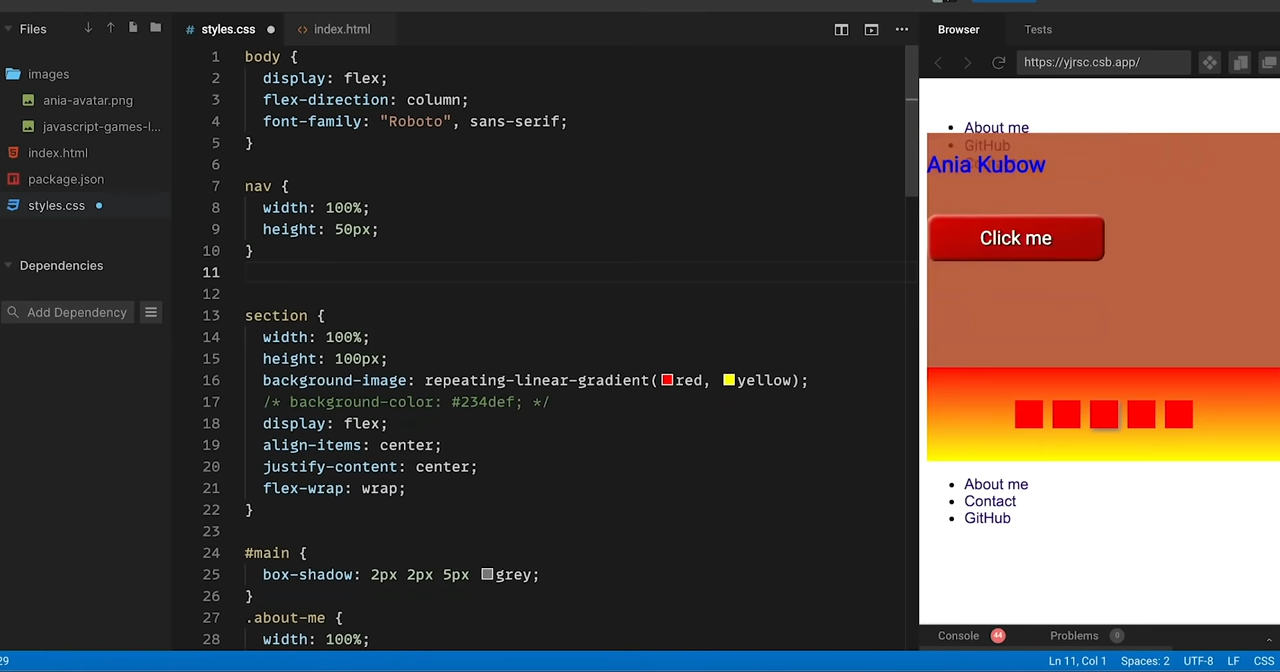 Files
styles.css
index.html
Browser
Tests
https://yjrsc.csb.app/
images
ania-avatar.png
javascript-games-l...
index.html
package.json
styles.css
Dependencies
Add Dependency
1 body {
2 display: flex;
3 flex-direction: column;
4 font-family: "Roboto", sans-serif;
5 }
6
7 nav {
8 width: 100%;
9 height: 50px;
10 }
11
12
13 section {
14 width: 100%;
15 height: 100px;
16 background-image: repeating-linear-gradient(red, yellow);
17 /* background-color: #234def; */
18 display: flex;
19 align-items: center;
20 justify-content: center;
21 flex-wrap: wrap;
22 }
23
24 #main {
25 box-shadow: 2px 2px 5px grey;
26 }
27 .about-me {
28 width: 100%;
• About me
• GitHub
Ania Kubow
Click me
• About me
• Contact
• GitHub
Console 44 Problems 0
29 Ln 11, Col 1 Spaces: 2 UTF-8 LF CSS